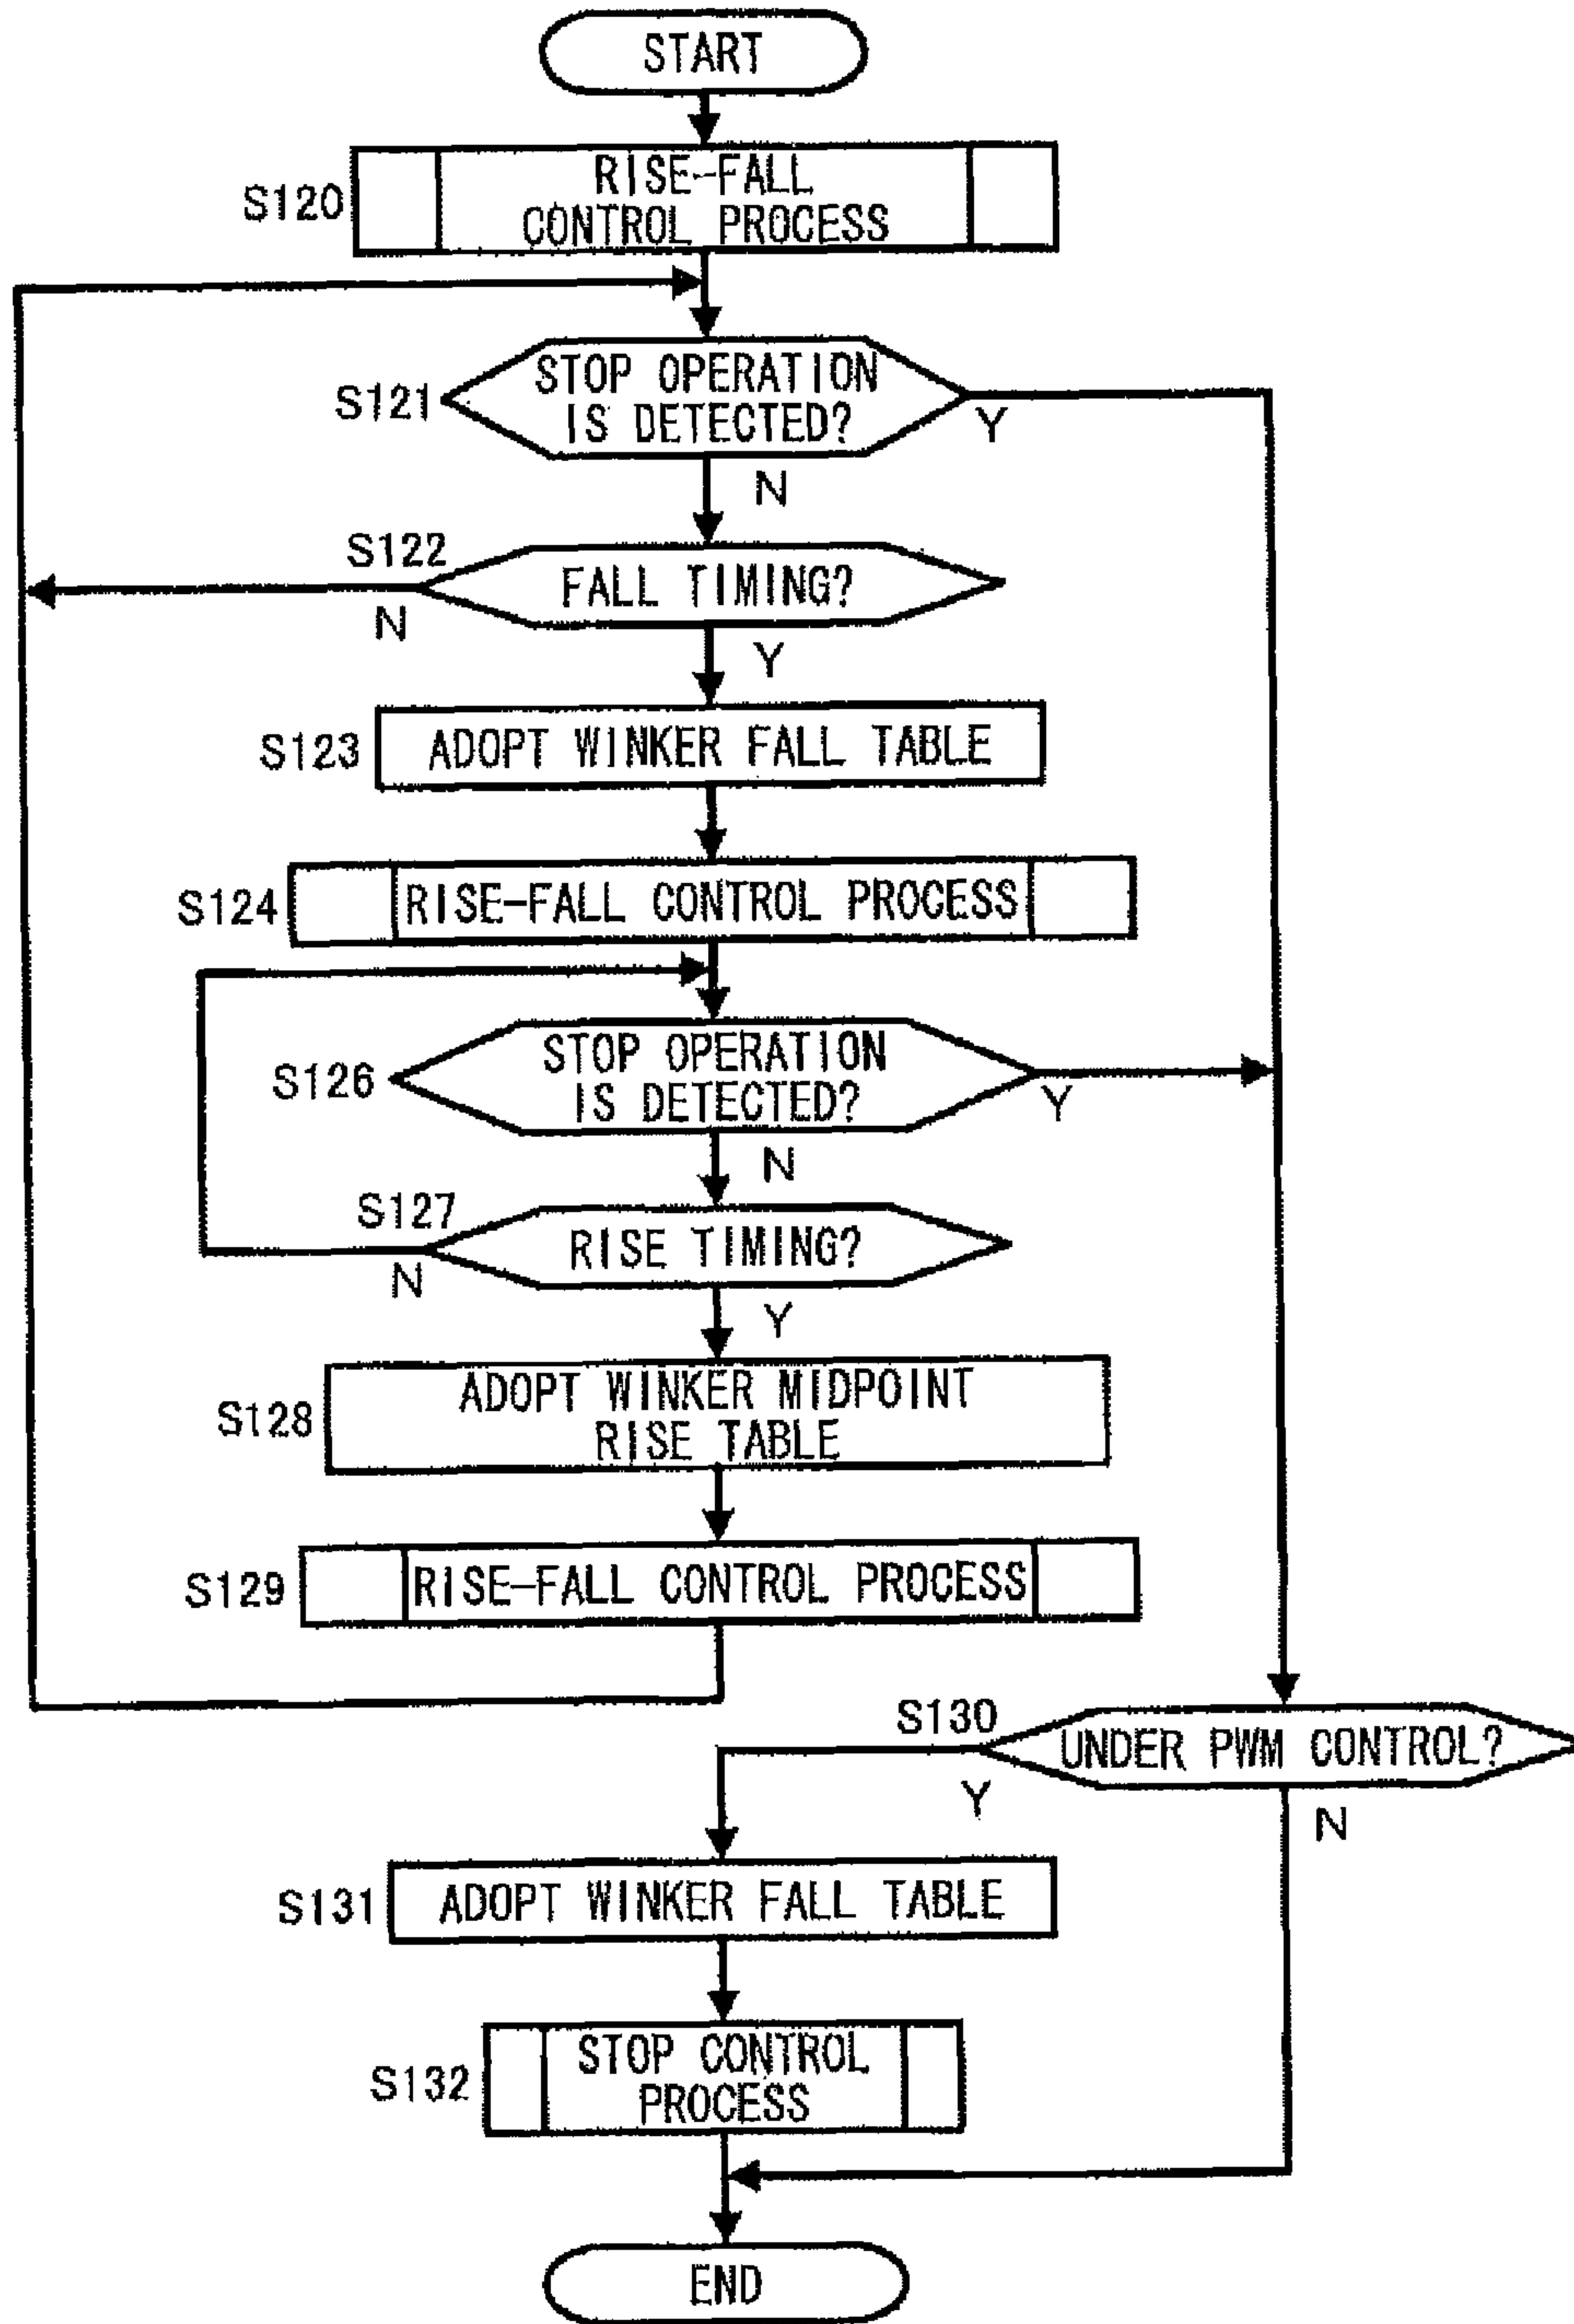 START
S120
RISE-FALL
CONTROL PROCESS
S121
STOP OPERATION
IS DETECTED?
Y
N
S122
FALL TIMING?
N
Y
S123
ADOPT WINKER FALL TABLE
S124
RISE-FALL CONTROL PROCESS
S126
STOP OPERATION
IS DETECTED?
Y
N
S127
RISE TIMING?
N
Y
S128
ADOPT WINKER MIDPOINT
RISE TABLE
S129
RISE-FALL CONTROL PROCESS
S130
UNDER PWM CONTROL?
Y
N
S131
ADOPT WINKER FALL TABLE
S132
STOP CONTROL
PROCESS
END